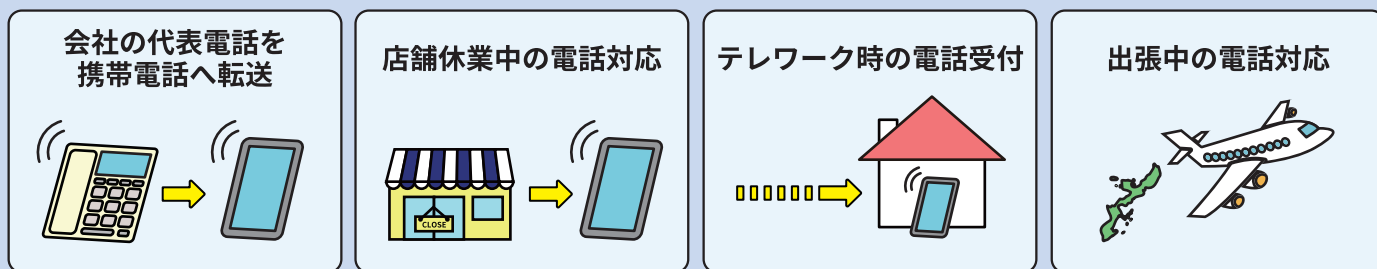 会社の代表電話を
携帯電話へ転送
店舗休業中の電話対応
CLOSE
テレワーク時の電話受付
出張中の電話対応